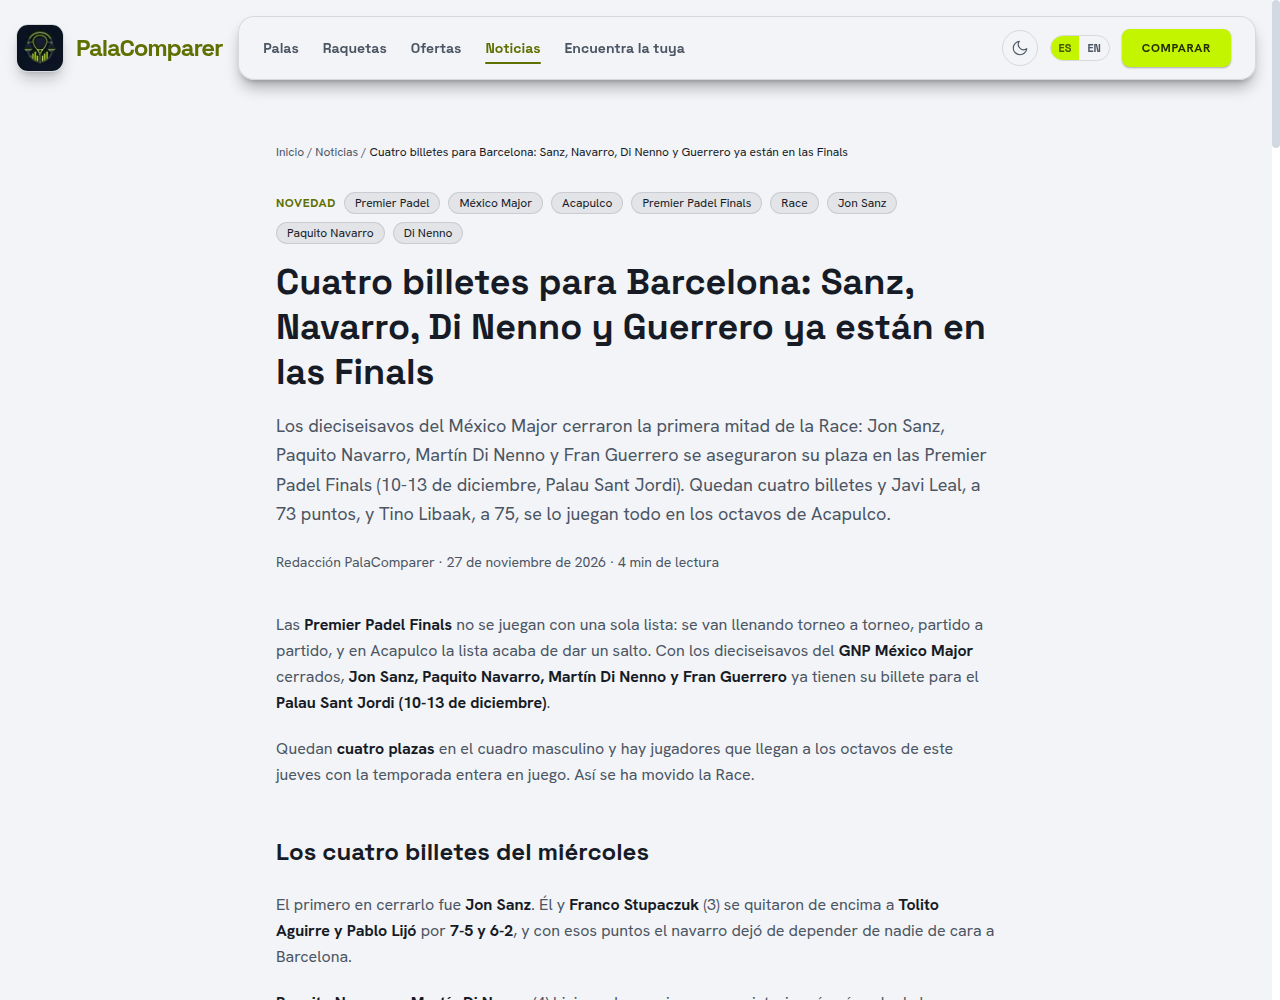 PalaComparer
Palas Raquetas Ofertas Noticias Encuentra la tuya
ES EN COMPARAR
Inicio / Noticias / Cuatro billetes para Barcelona: Sanz, Navarro, Di Nenno y Guerrero ya están en las Finals
NOVEDAD Premier Padel México Major Acapulco Premier Padel Finals Race Jon Sanz
Paquito Navarro Di Nenno
Cuatro billetes para Barcelona: Sanz,
Navarro, Di Nenno y Guerrero ya están en
las Finals
Los dieciseisavos del México Major cerraron la primera mitad de la Race: Jon Sanz,
Paquito Navarro, Martín Di Nenno y Fran Guerrero se aseguraron su plaza en las Premier
Padel Finals (10-13 de diciembre, Palau Sant Jordi). Quedan cuatro billetes y Javi Leal, a
73 puntos, y Tino Libaak, a 75, se lo juegan todo en los octavos de Acapulco.
Redacción PalaComparer · 27 de noviembre de 2026 · 4 min de lectura
Las Premier Padel Finals no se juegan con una sola lista: se van llenando torneo a torneo, partido a
partido, y en Acapulco la lista acaba de dar un salto. Con los dieciseisavos del GNP México Major
cerrados, Jon Sanz, Paquito Navarro, Martín Di Nenno y Fran Guerrero ya tienen su billete para el
Palau Sant Jordi (10-13 de diciembre).
Quedan cuatro plazas en el cuadro masculino y hay jugadores que llegan a los octavos de este
jueves con la temporada entera en juego. Así se ha movido la Race.
Los cuatro billetes del miércoles
El primero en cerrarlo fue Jon Sanz. Él y Franco Stupaczuk (3) se quitaron de encima a Tolito
Aguirre y Pablo Lijó por 7-5 y 6-2, y con esos puntos el navarro dejó de depender de nadie de cara a
Barcelona.